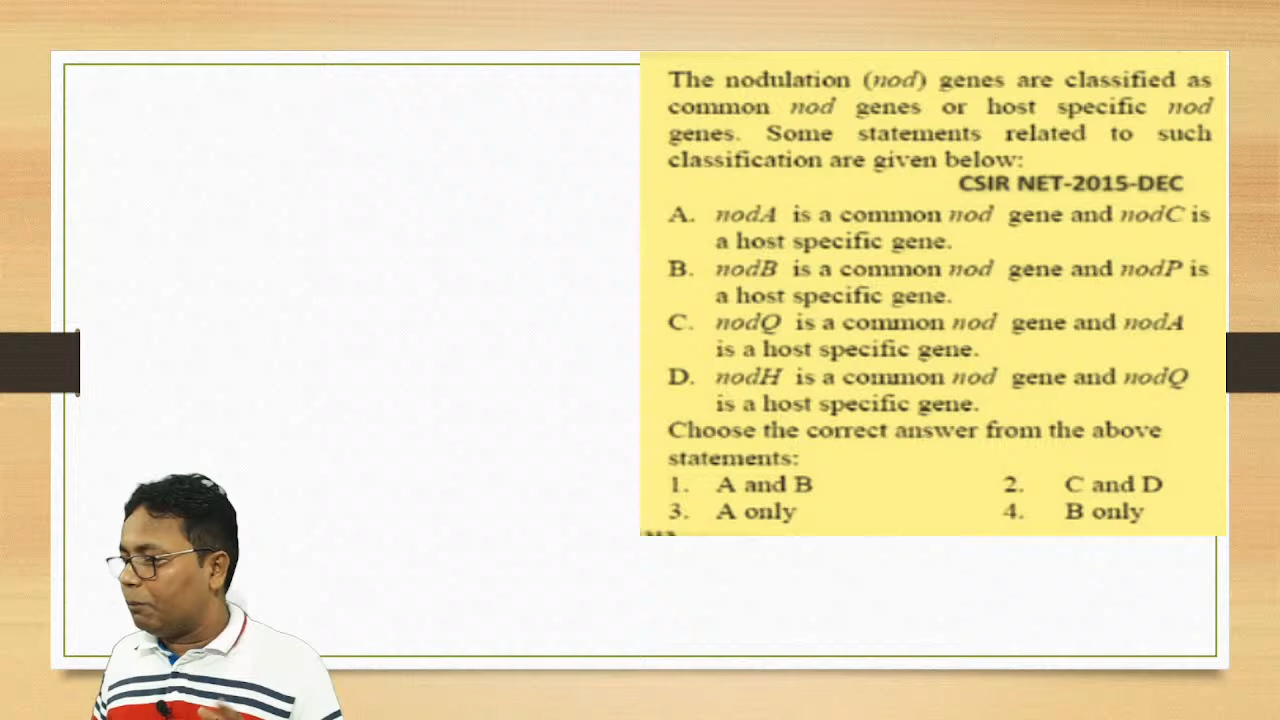 The nodulation (nod) genes are classified as
common nod genes or host specific nod
genes. Some statements related to such
classification are given below:
CSIR NET-2015-DEC
A. nodA is a common nod gene and nodC is
a host specific gene.
B. nodB is a common nod gene and nodP is
a host specific gene.
C. nodQ is a common nod gene and nodA
is a host specific gene.
D. nodH is a common nod gene and nodQ
is a host specific gene.
Choose the correct answer from the above
statements:
1. A and B 2. C and D
3. A only 4. B only